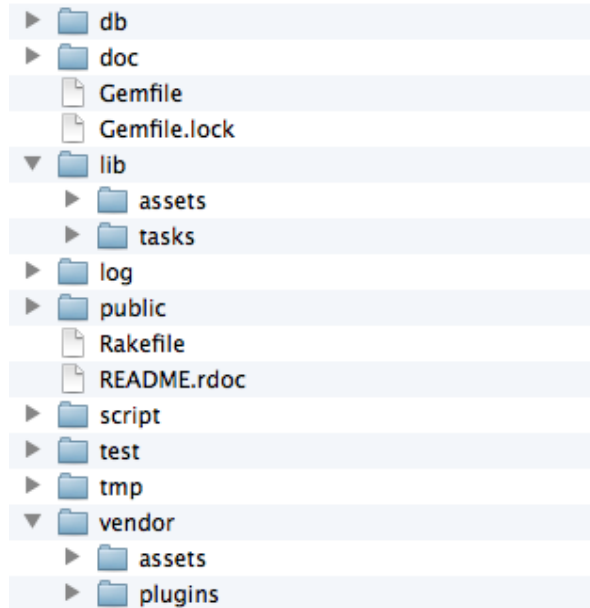 db
doc
Gemfile
Gemfile.lock
lib
assets
tasks
log
public
Rakefile
README.rdoc
script
test
tmp
vendor
assets
plugins